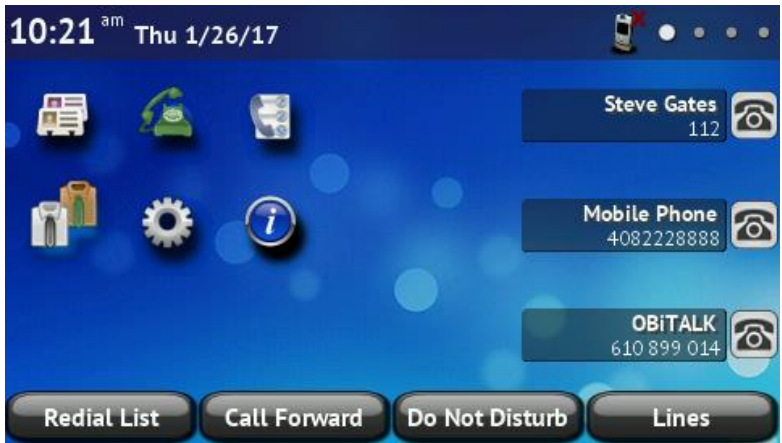 10:21 am Thu 1/26/17
Steve Gates
112
Mobile Phone
4082228888
OBiTALK
610 899 014
Redial List
Call Forward
Do Not Disturb
Lines